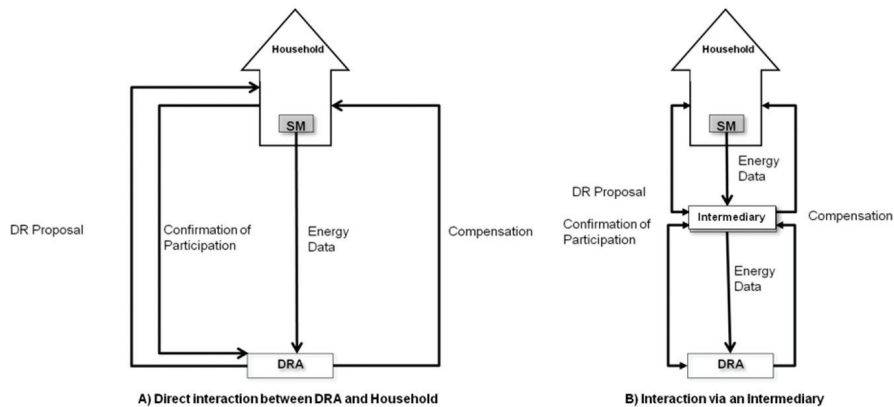 Household
SM
DR Proposal
Confirmation of
Participation
Energy
Data
Compensation
DRA
A) Direct interaction between DRA and Household
Household
SM
Energy
Data
DR Proposal
Intermediary
Confirmation of
Participation
Compensation
Energy
Data
DRA
B) Interaction via an Intermediary